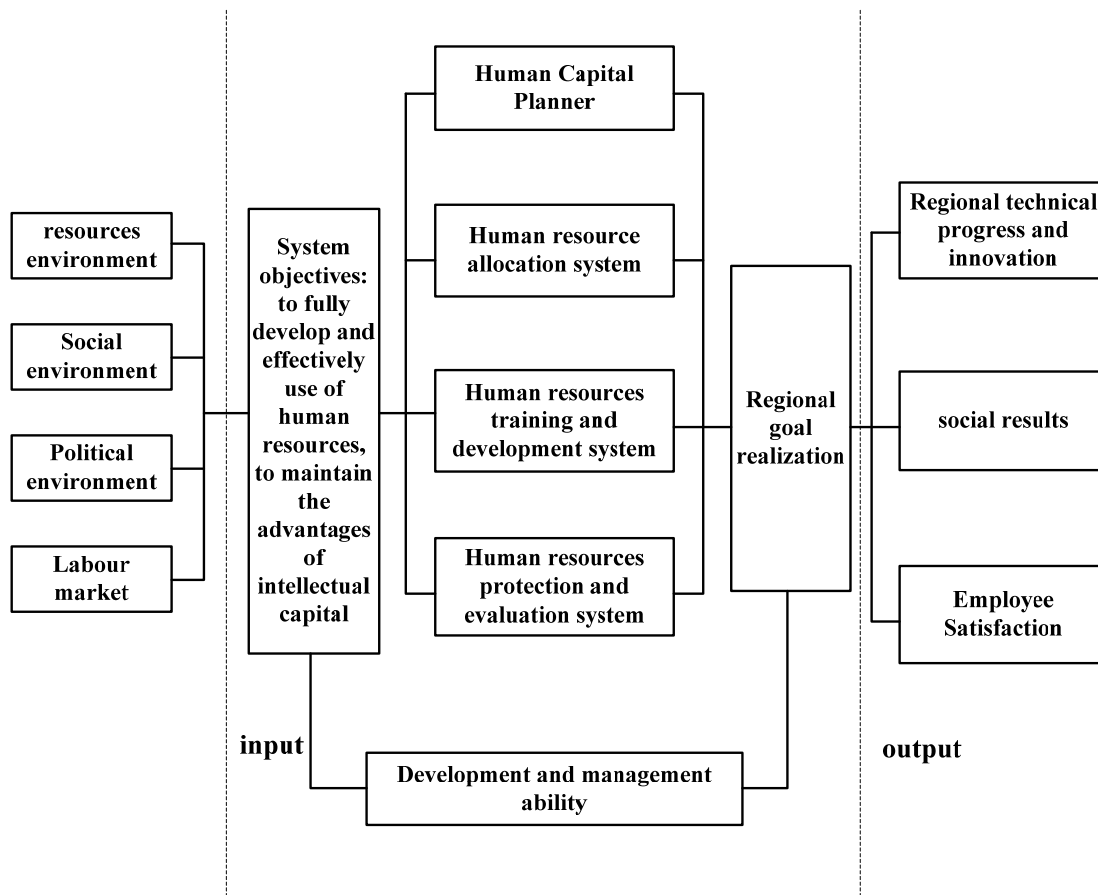 resources
environment
Social
environment
Political
environment
Labour
market
System
objectives:
to fully
develop and
effectively
use of
human
resources,
to maintain
the
advantages
of
intellectual
capital
Human Capital
Planner
Human resource
allocation system
Human resources
training and
development system
Human resources
protection and
evaluation system
Regional
goal
realization
Regional technical
progress and
innovation
social results
Employee
Satisfaction
input
output
Development and management
ability